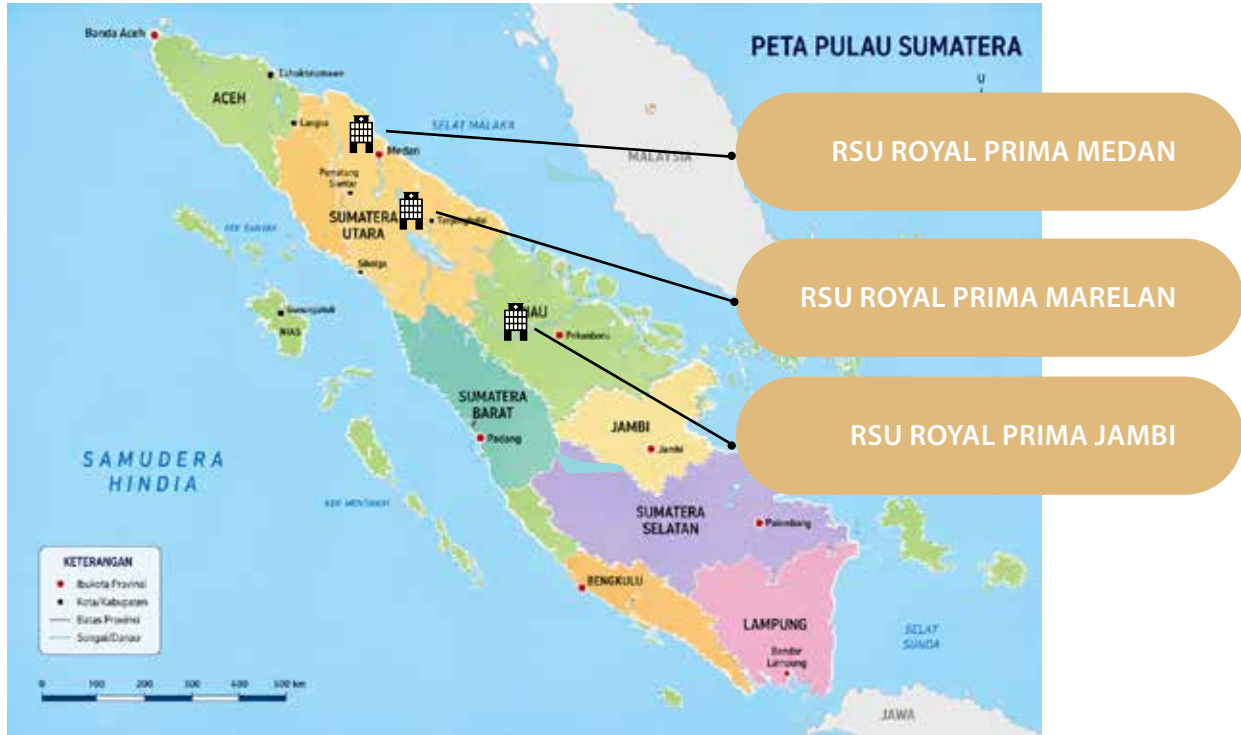 PETA PULAU SUMATERA
U
Banda Aceh
ACEH
Langsa
SELAT MALAKA
Medan
MALAYSIA
RSU ROYAL PRIMA MEDAN
Pematang
Siantar
SUMATERA
UTARA
Sibolga
RSU ROYAL PRIMA MARELAN
NIAS
AU
Pekanbaru
SUMATERA
BARAT
Padang
JAMBI
Jambi
RSU ROYAL PRIMA JAMBI
SAMUDERA
HINDIA
KEP MENTAWAI
SUMATERA
SELATAN
Palembang
KETERANGAN
Ibukota Provinsi
Kota/Kabupaten
Batas Provinsi
Sungai/Danau
BENGKULU
LAMPUNG
Bandar
Lampung
SELAT
SUNDA
0 100 200 300 400 500 km
JAWA